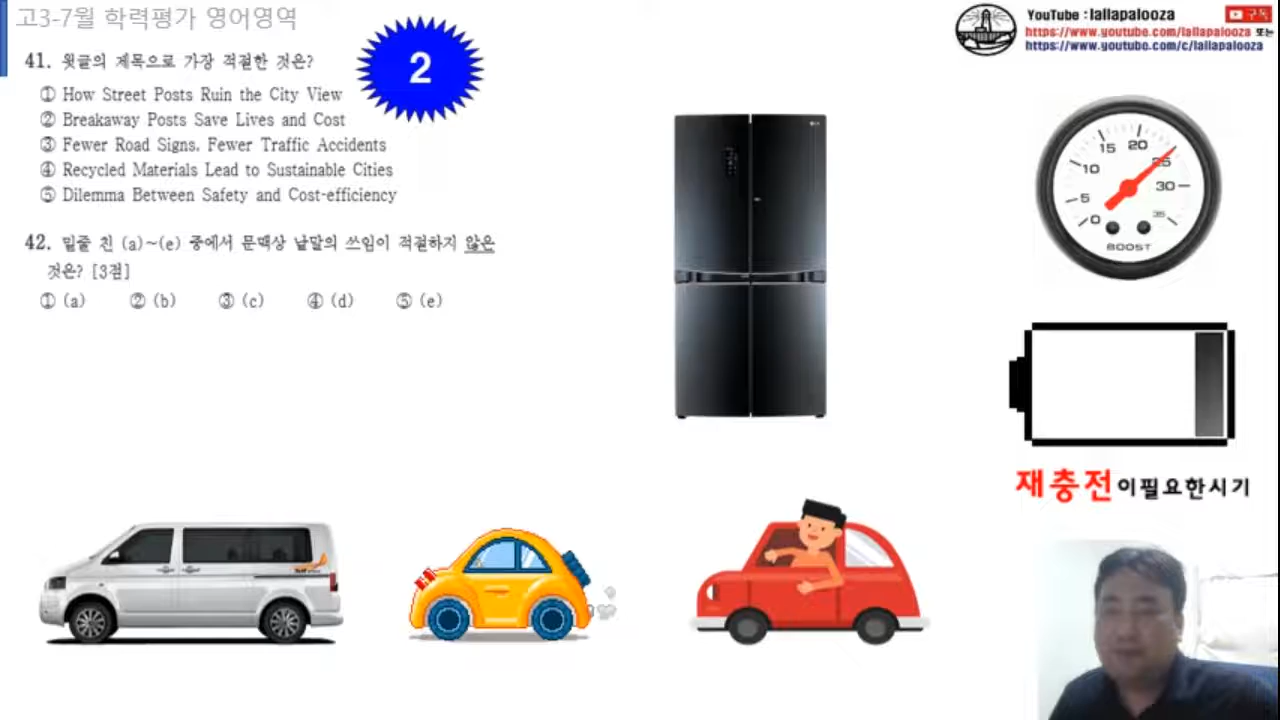 고3-7월 학력평가 영어영역
41. 윗글의 제목으로 가장 적절한 것은?
① How Street Posts Ruin the City View
② Breakaway Posts Save Lives and Cost
③ Fewer Road Signs, Fewer Traffic Accidents
④ Recycled Materials Lead to Sustainable Cities
⑤ Dilemma Between Safety and Cost-efficiency
2
42. 밑줄 친 (a)~(e) 중에서 문맥상 낱말의 쓰임이 적절하지 않은
것은? [3점]
① (a) ② (b) ③ (c) ④ (d) ⑤ (e)
YouTube : lallapalooza
구독
https://www.youtube.com/lallapalooza 또는
https://www.youtube.com/c/lallapalooza
0 5 10 15 20 25 30 35
BOOST
재충전이필요한시기